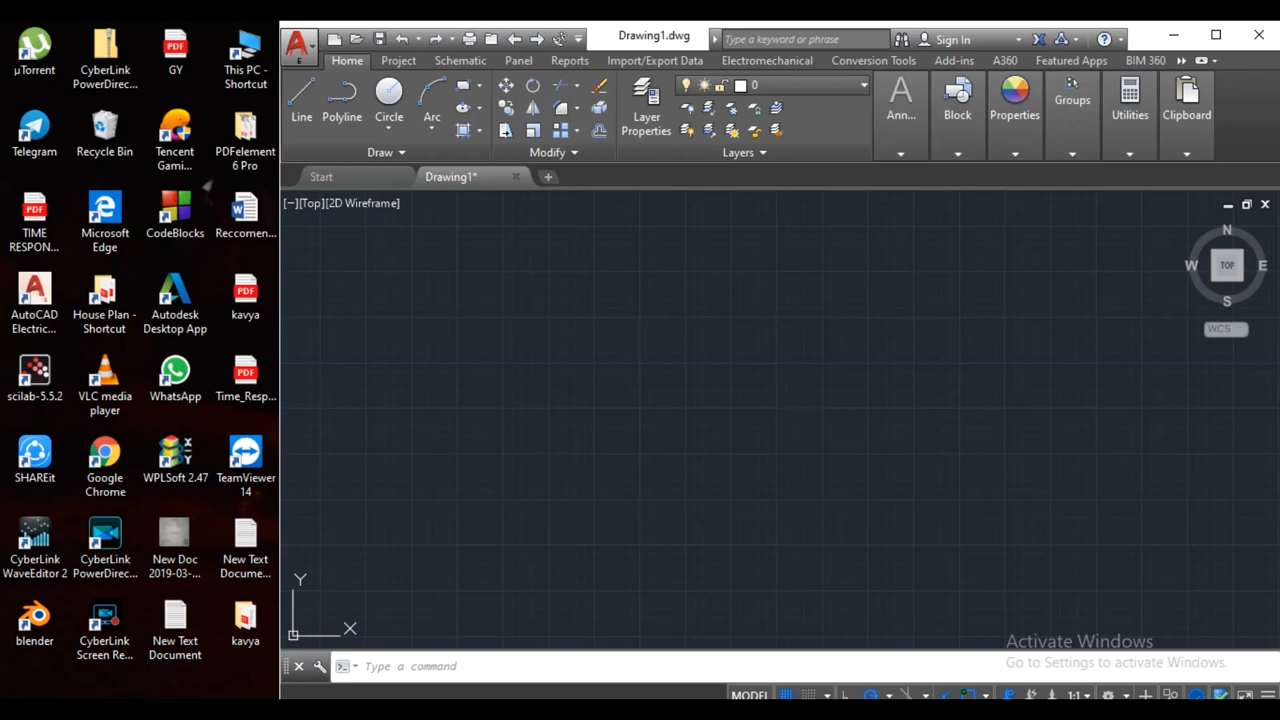 Drawing1.dwg
Type a keyword or phrase
Sign In
Home
Project
Schematic
Panel
Reports
Import/Export Data
Electromechanical
Conversion Tools
Add-ins
A360
Featured Apps
BIM 360
E
0
Line
Polyline
Circle
Arc
Layer
Properties
Ann...
Block
Properties
Groups
Utilities
Clipboard
Draw
Modify
Layers
Start
Drawing1*
[−][Top][2D Wireframe]
N
W
TOP
E
S
WCS
Y
X
Activate Windows
Go to Settings to activate Windows.
Type a command
MODEL
1:1
µTorrent
CyberLink
PowerDirec...
PDF
GY
This PC -
Shortcut
Telegram
Recycle Bin
Tencent
Gami...
PDFelement
6 Pro
PDF
TIME
RESPON...
Microsoft
Edge
CodeBlocks
Reccomen...
AutoCAD
Electric...
House Plan -
Shortcut
Autodesk
Desktop App
PDF
kavya
scilab-5.5.2
VLC media
player
WhatsApp
PDF
Time_Resp...
SHAREit
Google
Chrome
X
Y
WPLSoft 2.47
TeamViewer
14
CyberLink
WaveEditor 2
CyberLink
PowerDirec...
New Doc
2019-03-...
New Text
Docume...
blender
CyberLink
Screen Re...
New Text
Document
kavya